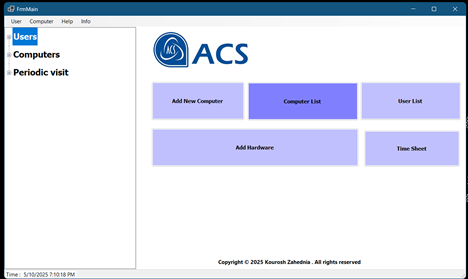 FrmMain
User Computer Help Info
Users
Computers
Periodic visit
ACS
ACS
Add New Computer
Computer List
User List
Add Hardware
Time Sheet
Copyright © 2025 Kourosh Zahednia . All rights reserved
Time : 5/10/2025 7:10:18 PM